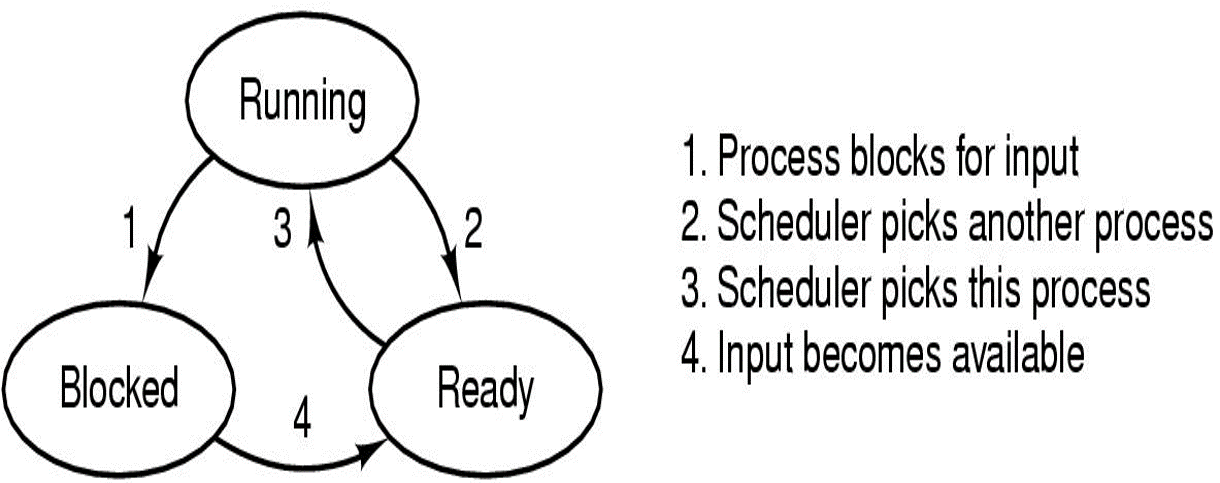 Running
1
3
2
Blocked
4
Ready
1. Process blocks for input
2. Scheduler picks another process
3. Scheduler picks this process
4. Input becomes available